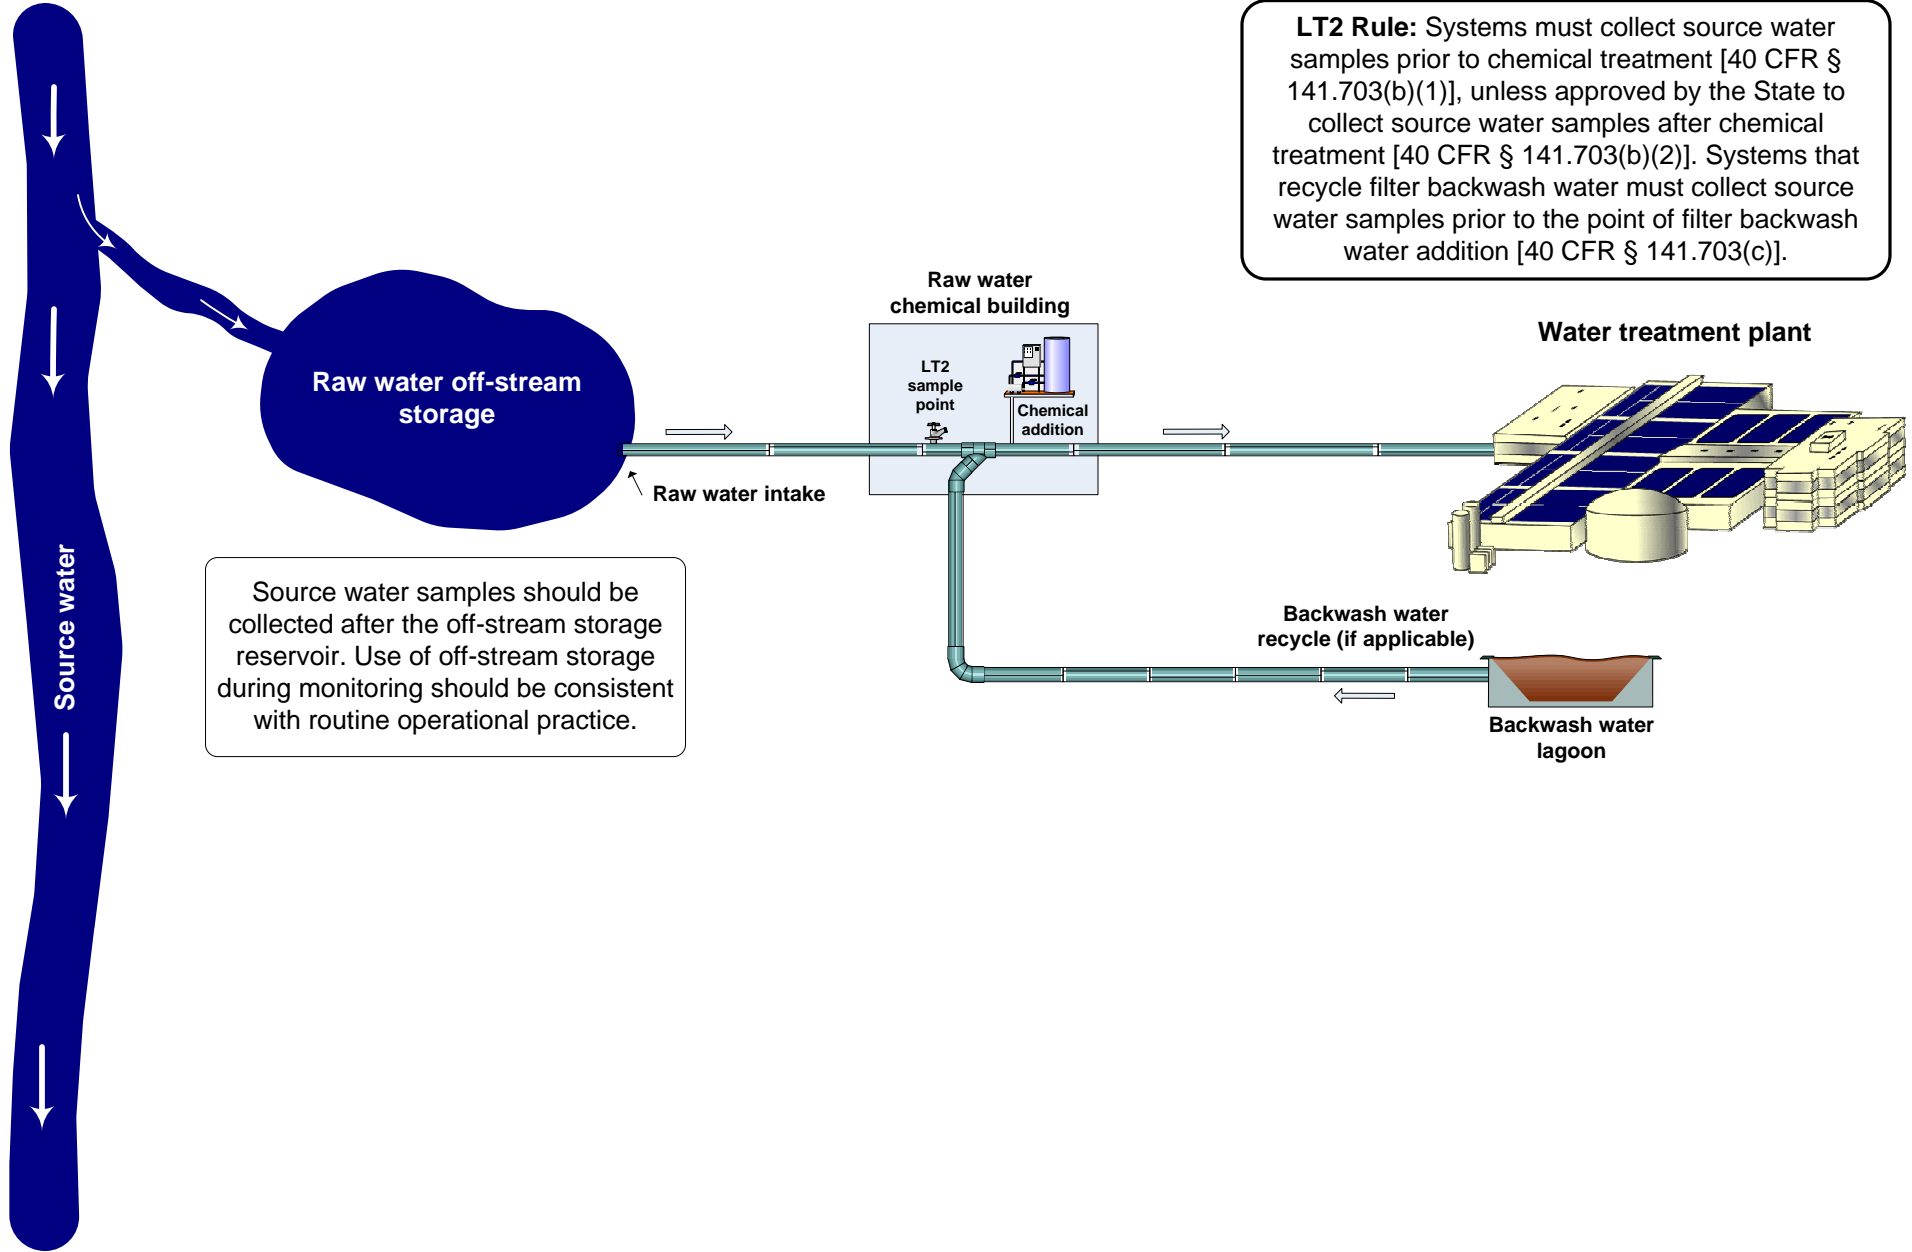 LT2 Rule: Systems must collect source water
samples prior to chemical treatment [40 CFR §
141.703(b)(1)], unless approved by the State to
collect source water samples after chemical
treatment [40 CFR § 141.703(b)(2)]. Systems that
recycle filter backwash water must collect source
water samples prior to the point of filter backwash
water addition [40 CFR § 141.703(c)].
Raw water
chemical building
Water treatment plant
Raw water off-stream
storage
LT2
sample
point
Chemical
addition
Raw water intake
Source water
Source water samples should be
collected after the off-stream storage
reservoir. Use of off-stream storage
during monitoring should be consistent
with routine operational practice.
Backwash water
recycle (if applicable)
Backwash water
lagoon